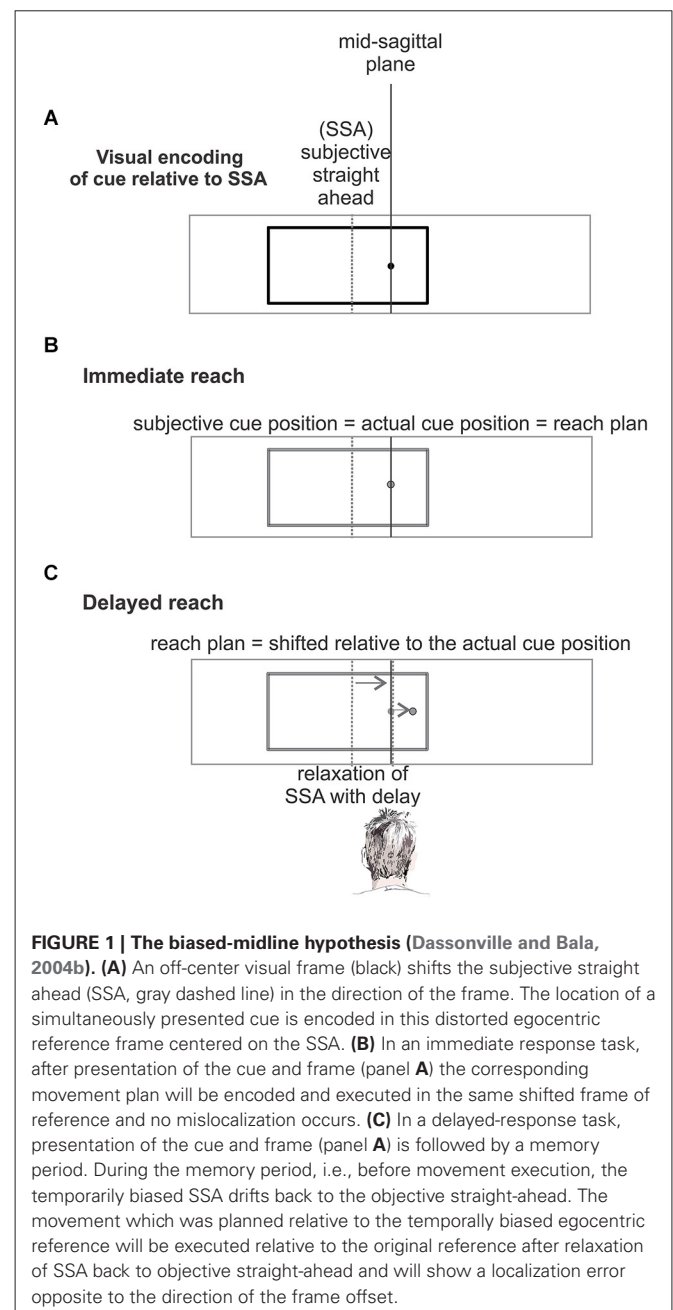 mid-sagittal
plane
A
(SSA)
subjective
straight
ahead
Visual encoding
of cue relative to SSA
B
Immediate reach
subjective cue position = actual cue position = reach plan
C
Delayed reach
reach plan = shifted relative to the actual cue position
relaxation of
SSA with delay
FIGURE 1 | The biased-midline hypothesis (Dassonville and Bala,
2004b). (A) An off-center visual frame (black) shifts the subjective straight
ahead (SSA, gray dashed line) in the direction of the frame. The location of a
simultaneously presented cue is encoded in this distorted egocentric
reference frame centered on the SSA. (B) In an immediate response task,
after presentation of the cue and frame (panel A) the corresponding
movement plan will be encoded and executed in the same shifted frame of
reference and no mislocalization occurs. (C) In a delayed-response task,
presentation of the cue and frame (panel A) is followed by a memory
period. During the memory period, i.e., before movement execution, the
temporarily biased SSA drifts back to the objective straight-ahead. The
movement which was planned relative to the temporally biased egocentric
reference will be executed relative to the original reference after relaxation
of SSA back to objective straight-ahead and will show a localization error
opposite to the direction of the frame offset.